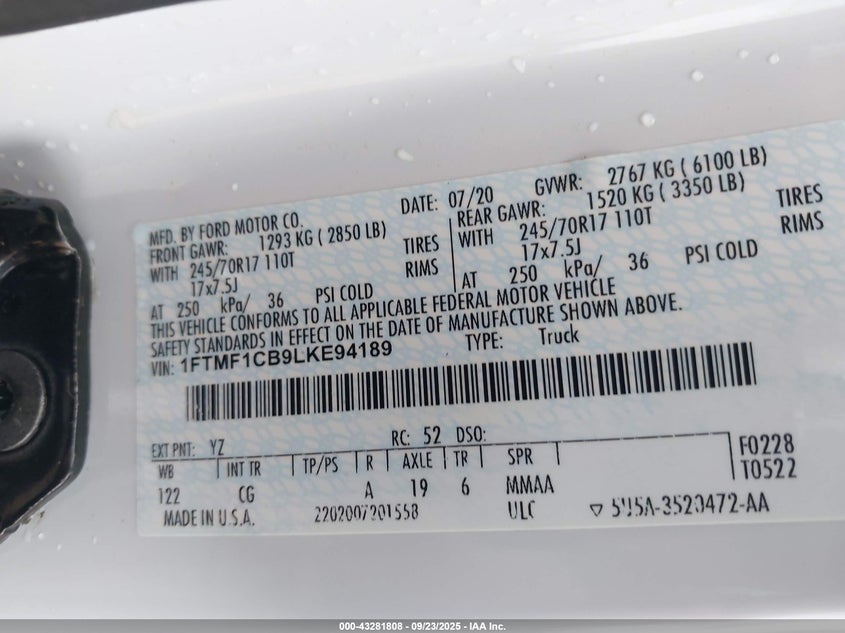 MFD. BY FORD MOTOR CO.
DATE: 07/20 GVWR: 2767 KG ( 6100 LB)
FRONT GAWR: 1293 KG ( 2850 LB)
WITH 245/70R17 110T TIRES
17x7.5J RIMS
AT 250 kPa/ 36 PSI COLD
REAR GAWR: 1520 KG ( 3350 LB)
WITH 245/70R17 110T TIRES
17x7.5J RIMS
AT 250 kPa/ 36 PSI COLD
THIS VEHICLE CONFORMS TO ALL APPLICABLE FEDERAL MOTOR VEHICLE
SAFETY STANDARDS IN EFFECT ON THE DATE OF MANUFACTURE SHOWN ABOVE.
VIN: 1FTMF1CB9LKE94189 TYPE: Truck
EXT PNT: YZ RC: 52 DSO:
WB INT TR TP/PS R AXLE TR SPR F0228
122 CG A 19 6 MMAA T0522
MADE IN U.S.A. 2202007201558 ULC
000-43281808 - 09/23/2025 - IAA Inc.